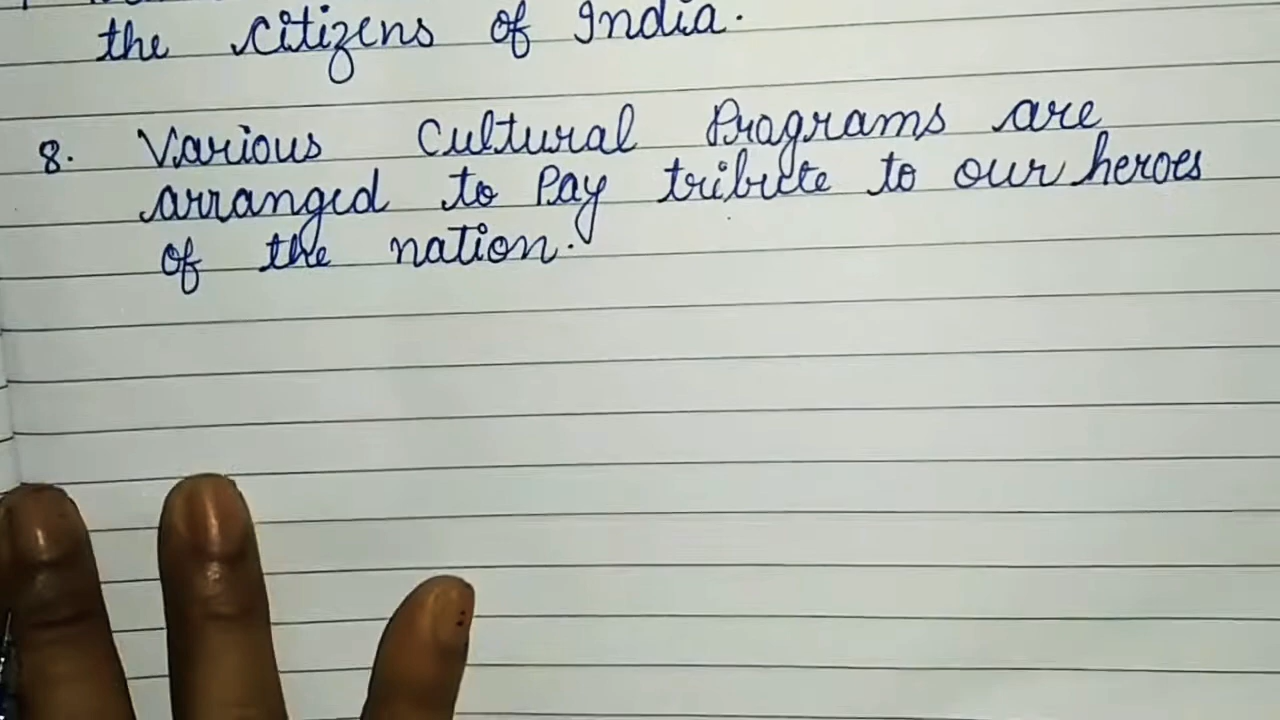 the citizens of India.
8. Various Cultural Programs are
arranged to Pay tribute to our heroes
of the nation.